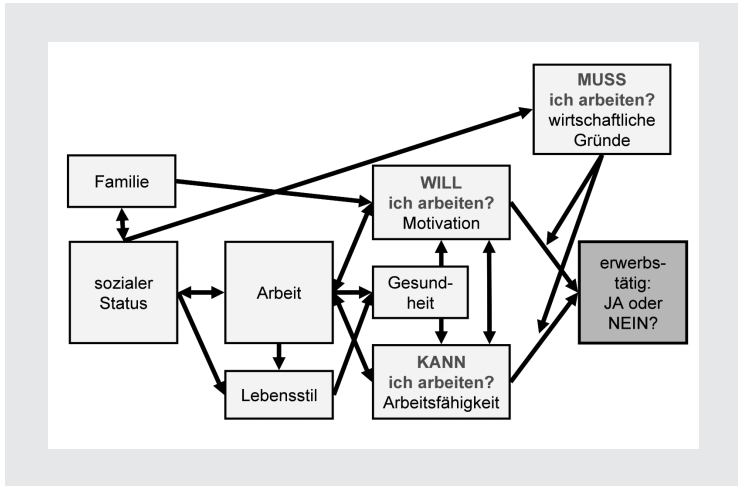 MUSS
ich arbeiten?
wirtschaftliche
Gründe
Familie
WILL
ich arbeiten?
Motivation
sozialer
Status
Arbeit
Gesund-
heit
erwerbs-
tätig:
JA oder
NEIN?
Lebensstil
KANN
ich arbeiten?
Arbeitsfähigkeit